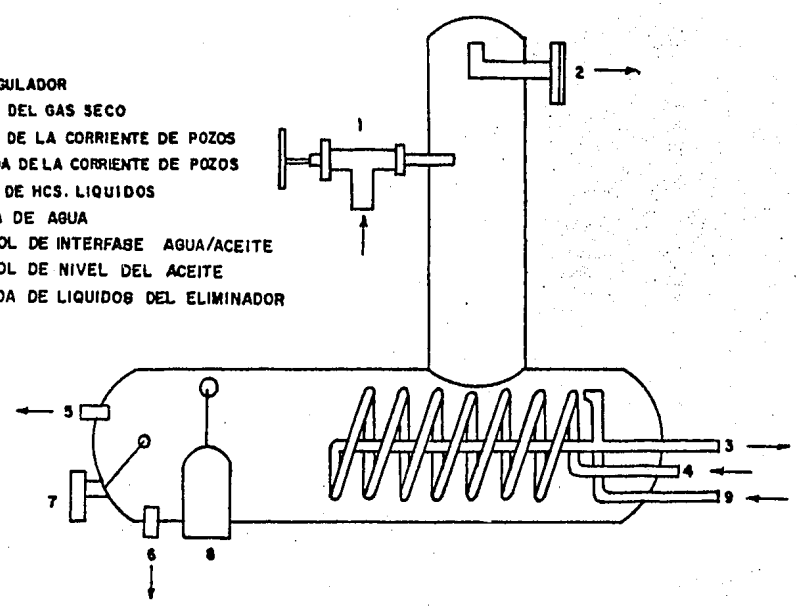 GULADOR
DEL GAS SECO
DE LA CORRIENTE DE POZOS
DA DE LA CORRIENTE DE POZOS
DE HCS. LIQUIDOS
DE AGUA
OL DE INTERFASE AGUA/ACEITE
OL DE NIVEL DEL ACEITE
DA DE LIQUIDOS DEL ELIMINADOR
1
2
3
4
5
6
7
8
9